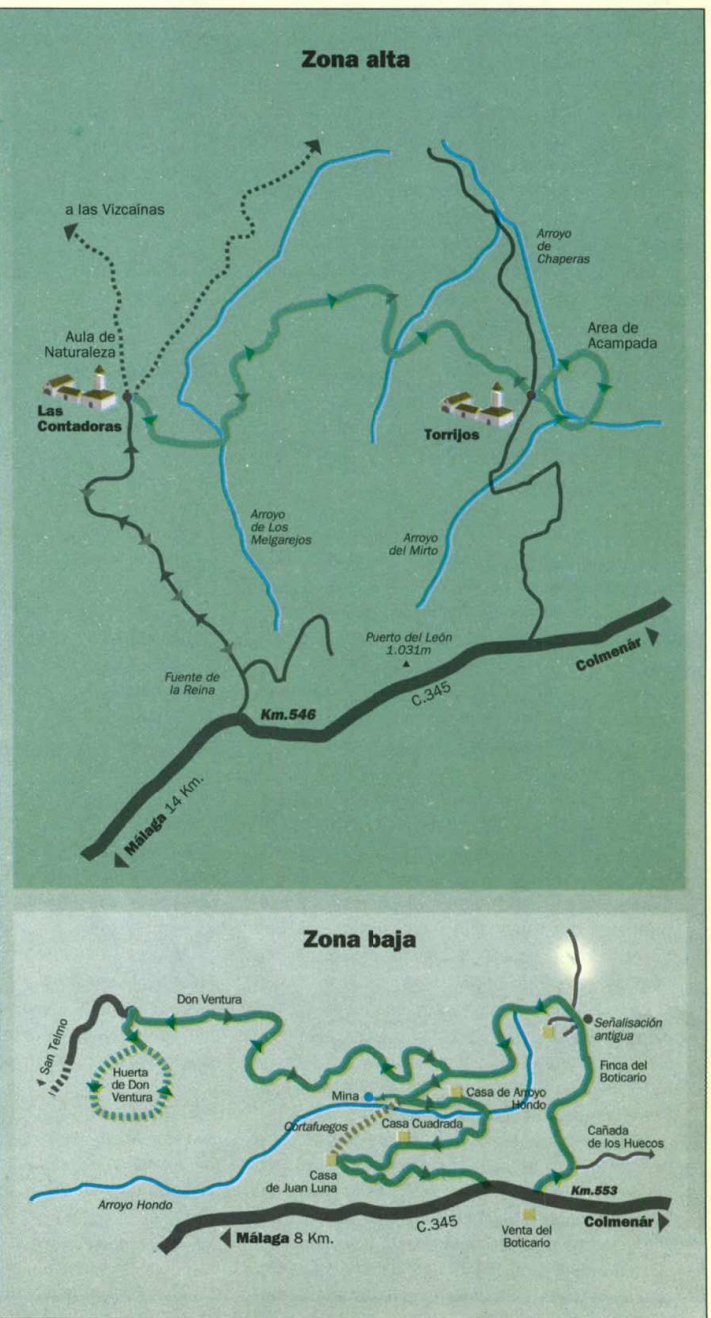 Zona alta
a las Vizcaínas
Arroyo
de
Chaperas
Aula de
Naturaleza
Area de
Acampada
Las
Contadoras
Torrijos
Arroyo
de Los
Melgarejos
Arroyo
del Mirto
Puerto del León
1.031m
Colmenár
Fuente de
la Reina
C.345
Km.546
Málaga 14 Km.
Zona baja
Don Ventura
San Telmo
Señalisación
antigua
Huerta
de Don
Ventura
Finca del
Boticario
Mina
Casa de Arroyo
Hondo
Cortafuegos
Casa Cuadrada
Cañada
de los Huecos
Casa
de Juan Luna
Km.553
Arroyo Hondo
C.345
Colmenár
Málaga 8 Km.
Venta del
Boticario